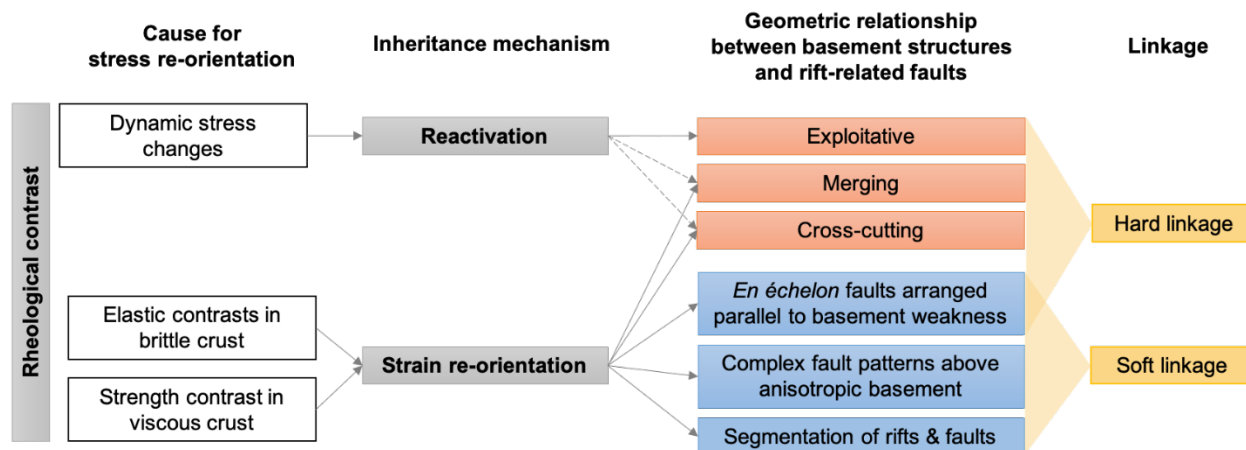 Cause for
stress re-orientation
Inheritance mechanism
Geometric relationship
between basement structures
and rift-related faults
Linkage
Rheological contrast
Dynamic stress
changes
Reactivation
Exploitative
Merging
Cross-cutting
Hard linkage
Elastic contrasts in
brittle crust
Strength contrast in
viscous crust
Strain re-orientation
En échelon faults arranged
parallel to basement weakness
Complex fault patterns above
anisotropic basement
Segmentation of rifts & faults
Soft linkage